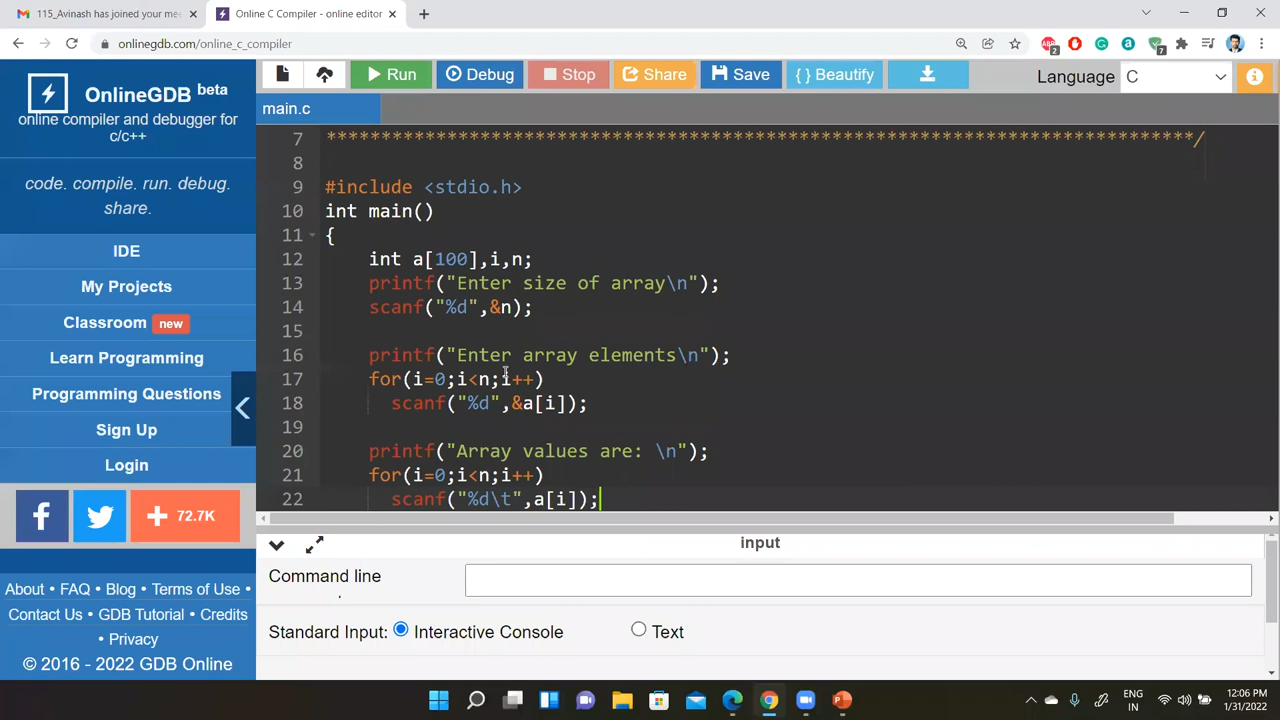 115_Avinash has joined your mee
Online C Compiler - online editor
onlinegdb.com/online_c_compiler
2
7
OnlineGDB beta
online compiler and debugger for
c/c++
code. compile. run. debug.
share.
IDE
My Projects
Classroom new
Learn Programming
Programming Questions
Sign Up
Login
+ 72.7K
About • FAQ • Blog • Terms of Use •
Contact Us • GDB Tutorial • Credits
• Privacy
© 2016 - 2022 GDB Online
Run Debug Stop Share Save { } Beautify Language C
main.c
7 *******************************************************************************/
8
9 #include <stdio.h>
10 int main()
11 {
12 int a[100],i,n;
13 printf("Enter size of array\n");
14 scanf("%d",&n);
15
16 printf("Enter array elements\n");
17 for(i=0;i<n;i++)
18 scanf("%d",&a[i]);
19
20 printf("Array values are: \n");
21 for(i=0;i<n;i++)
22 scanf("%d\t",a[i]);
input
Command line
Standard Input: Interactive Console Text
ENG
IN
12:06 PM
1/31/2022